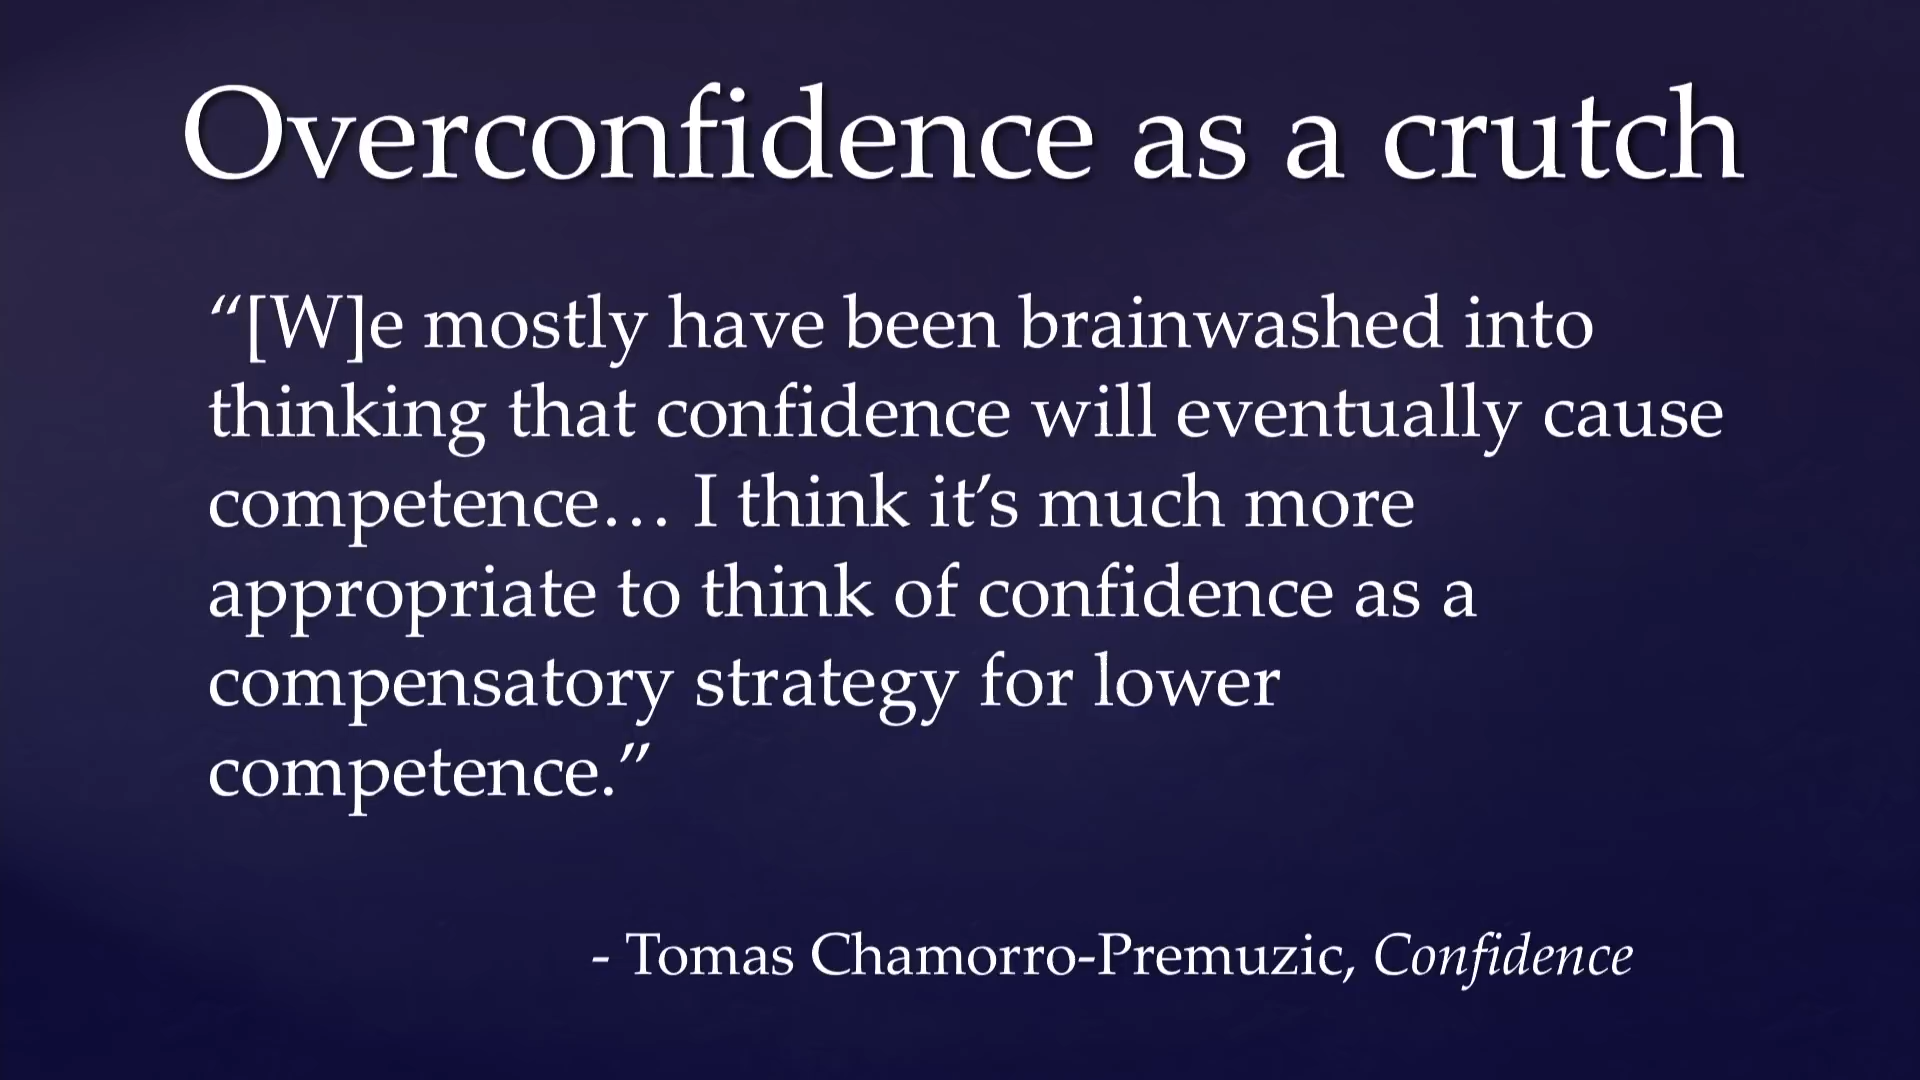 Overconfidence as a crutch
“[W]e mostly have been brainwashed into
thinking that confidence will eventually cause
competence… I think it’s much more
appropriate to think of confidence as a
compensatory strategy for lower
competence.”
- Tomas Chamorro-Premuzic, Confidence